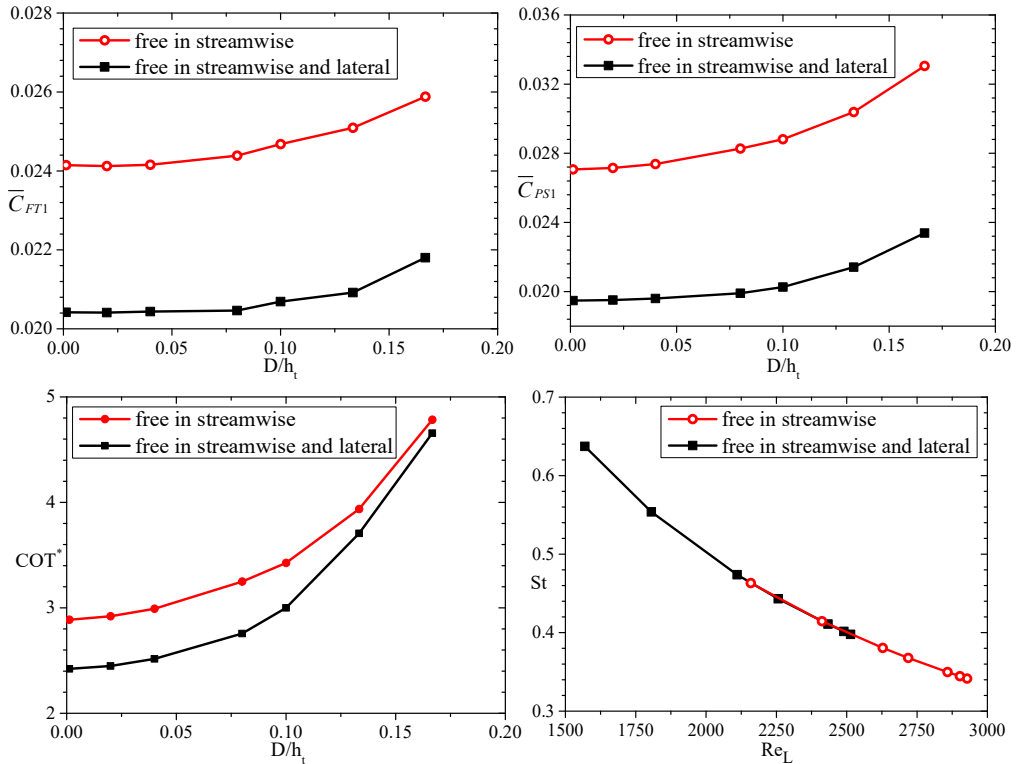 0.028
0.026
0.024
0.022
0.020
C̅FT1
free in streamwise
free in streamwise and lateral
0.00 0.05 0.10 0.15 0.20
D/ht
0.036
0.032
0.028
0.024
0.020
C̅PS1
free in streamwise
free in streamwise and lateral
0.00 0.05 0.10 0.15 0.20
D/ht
5
4
3
2
COT*
free in streamwise
free in streamwise and lateral
0.00 0.05 0.10 0.15 0.20
D/ht
0.7
0.6
0.5
0.4
0.3
St
free in streamwise
free in streamwise and lateral
1500 1750 2000 2250 2500 2750 3000
ReL